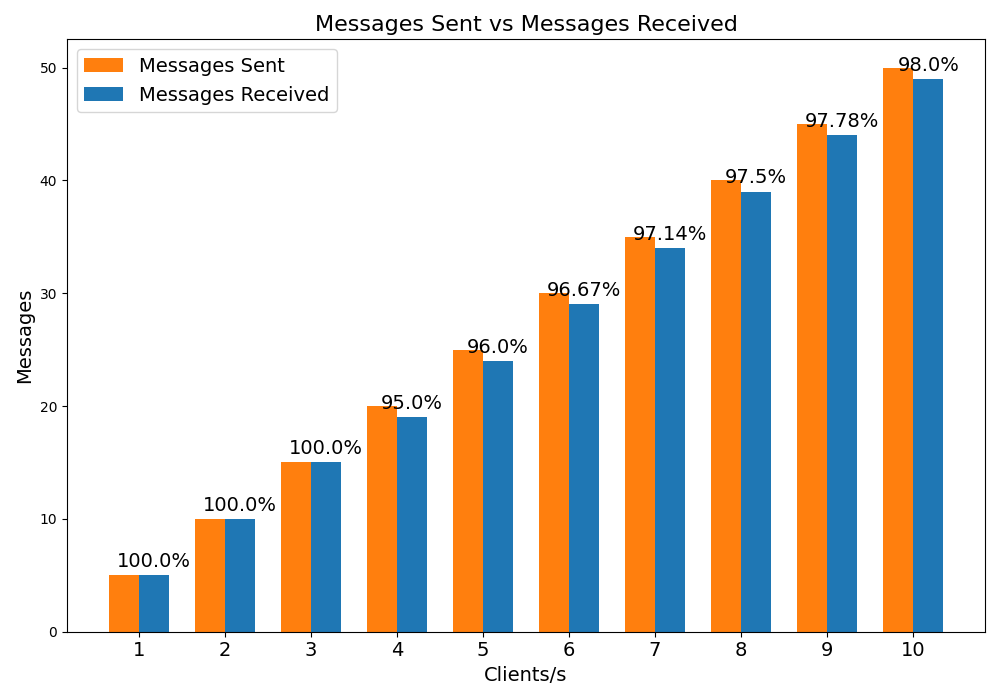 Messages Sent vs Messages Received
Messages Sent
Messages Received
Messages
50
40
30
20
10
0
100.0%
100.0%
100.0%
95.0%
96.0%
96.67%
97.14%
97.5%
97.78%
98.0%
1 2 3 4 5 6 7 8 9 10
Clients/s